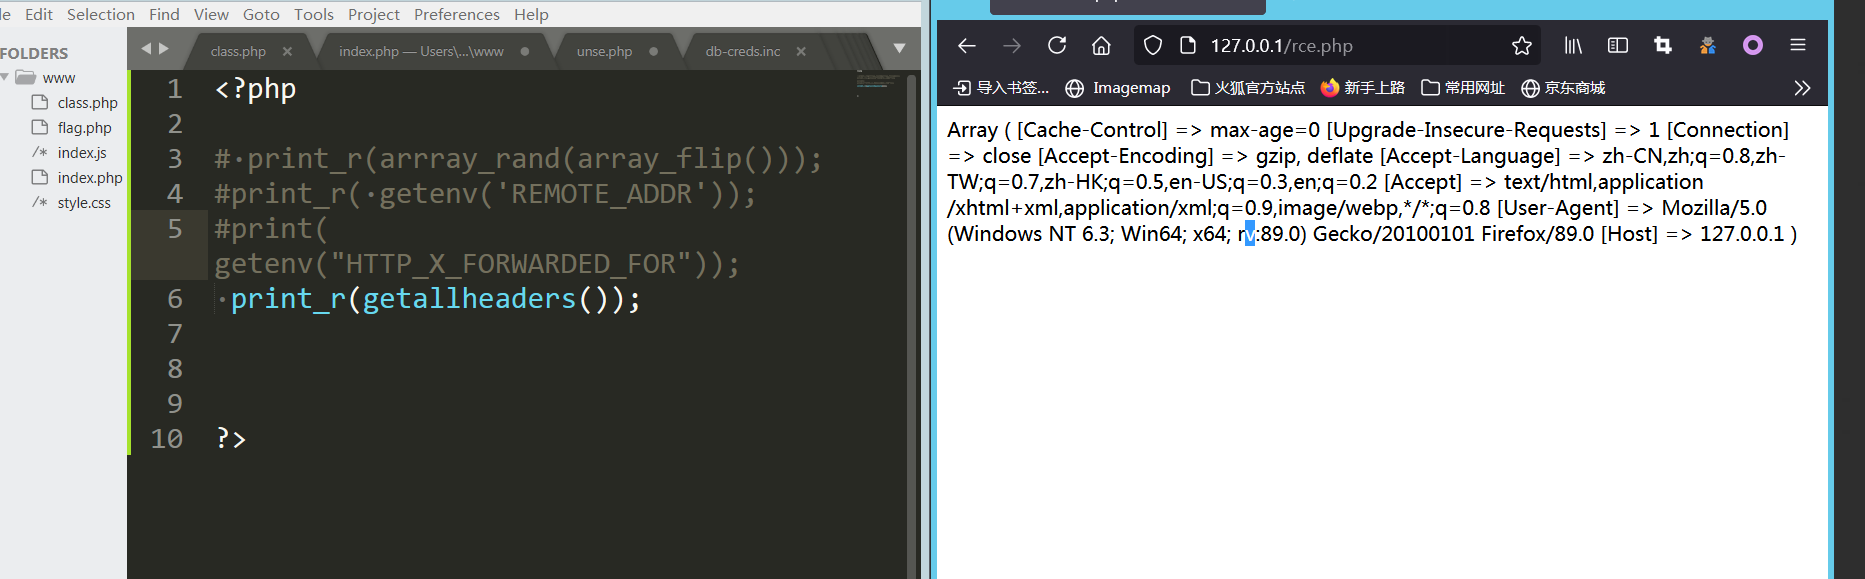 le Edit Selection Find View Goto Tools Project Preferences Help
FOLDERS
www
class.php
flag.php
/* index.js
index.php
/* style.css
class.php × index.php — Users\...\www unse.php db-creds.inc ×
1 <?php
2
3 #·print_r(arrray_rand(array_flip()));
4 #print_r(·getenv('REMOTE_ADDR'));
5 #print(
getenv("HTTP_X_FORWARDED_FOR"));
6 ·print_r(getallheaders());
7
8
9
10 ?>
127.0.0.1/rce.php
导入书签... Imagemap 火狐官方站点 新手上路 常用网址 京东商城
Array ( [Cache-Control] => max-age=0 [Upgrade-Insecure-Requests] => 1 [Connection]
=> close [Accept-Encoding] => gzip, deflate [Accept-Language] => zh-CN,zh;q=0.8,zh-
TW;q=0.7,zh-HK;q=0.5,en-US;q=0.3,en;q=0.2 [Accept] => text/html,application
/xhtml+xml,application/xml;q=0.9,image/webp,*/*;q=0.8 [User-Agent] => Mozilla/5.0
(Windows NT 6.3; Win64; x64; rv:89.0) Gecko/20100101 Firefox/89.0 [Host] => 127.0.0.1 )